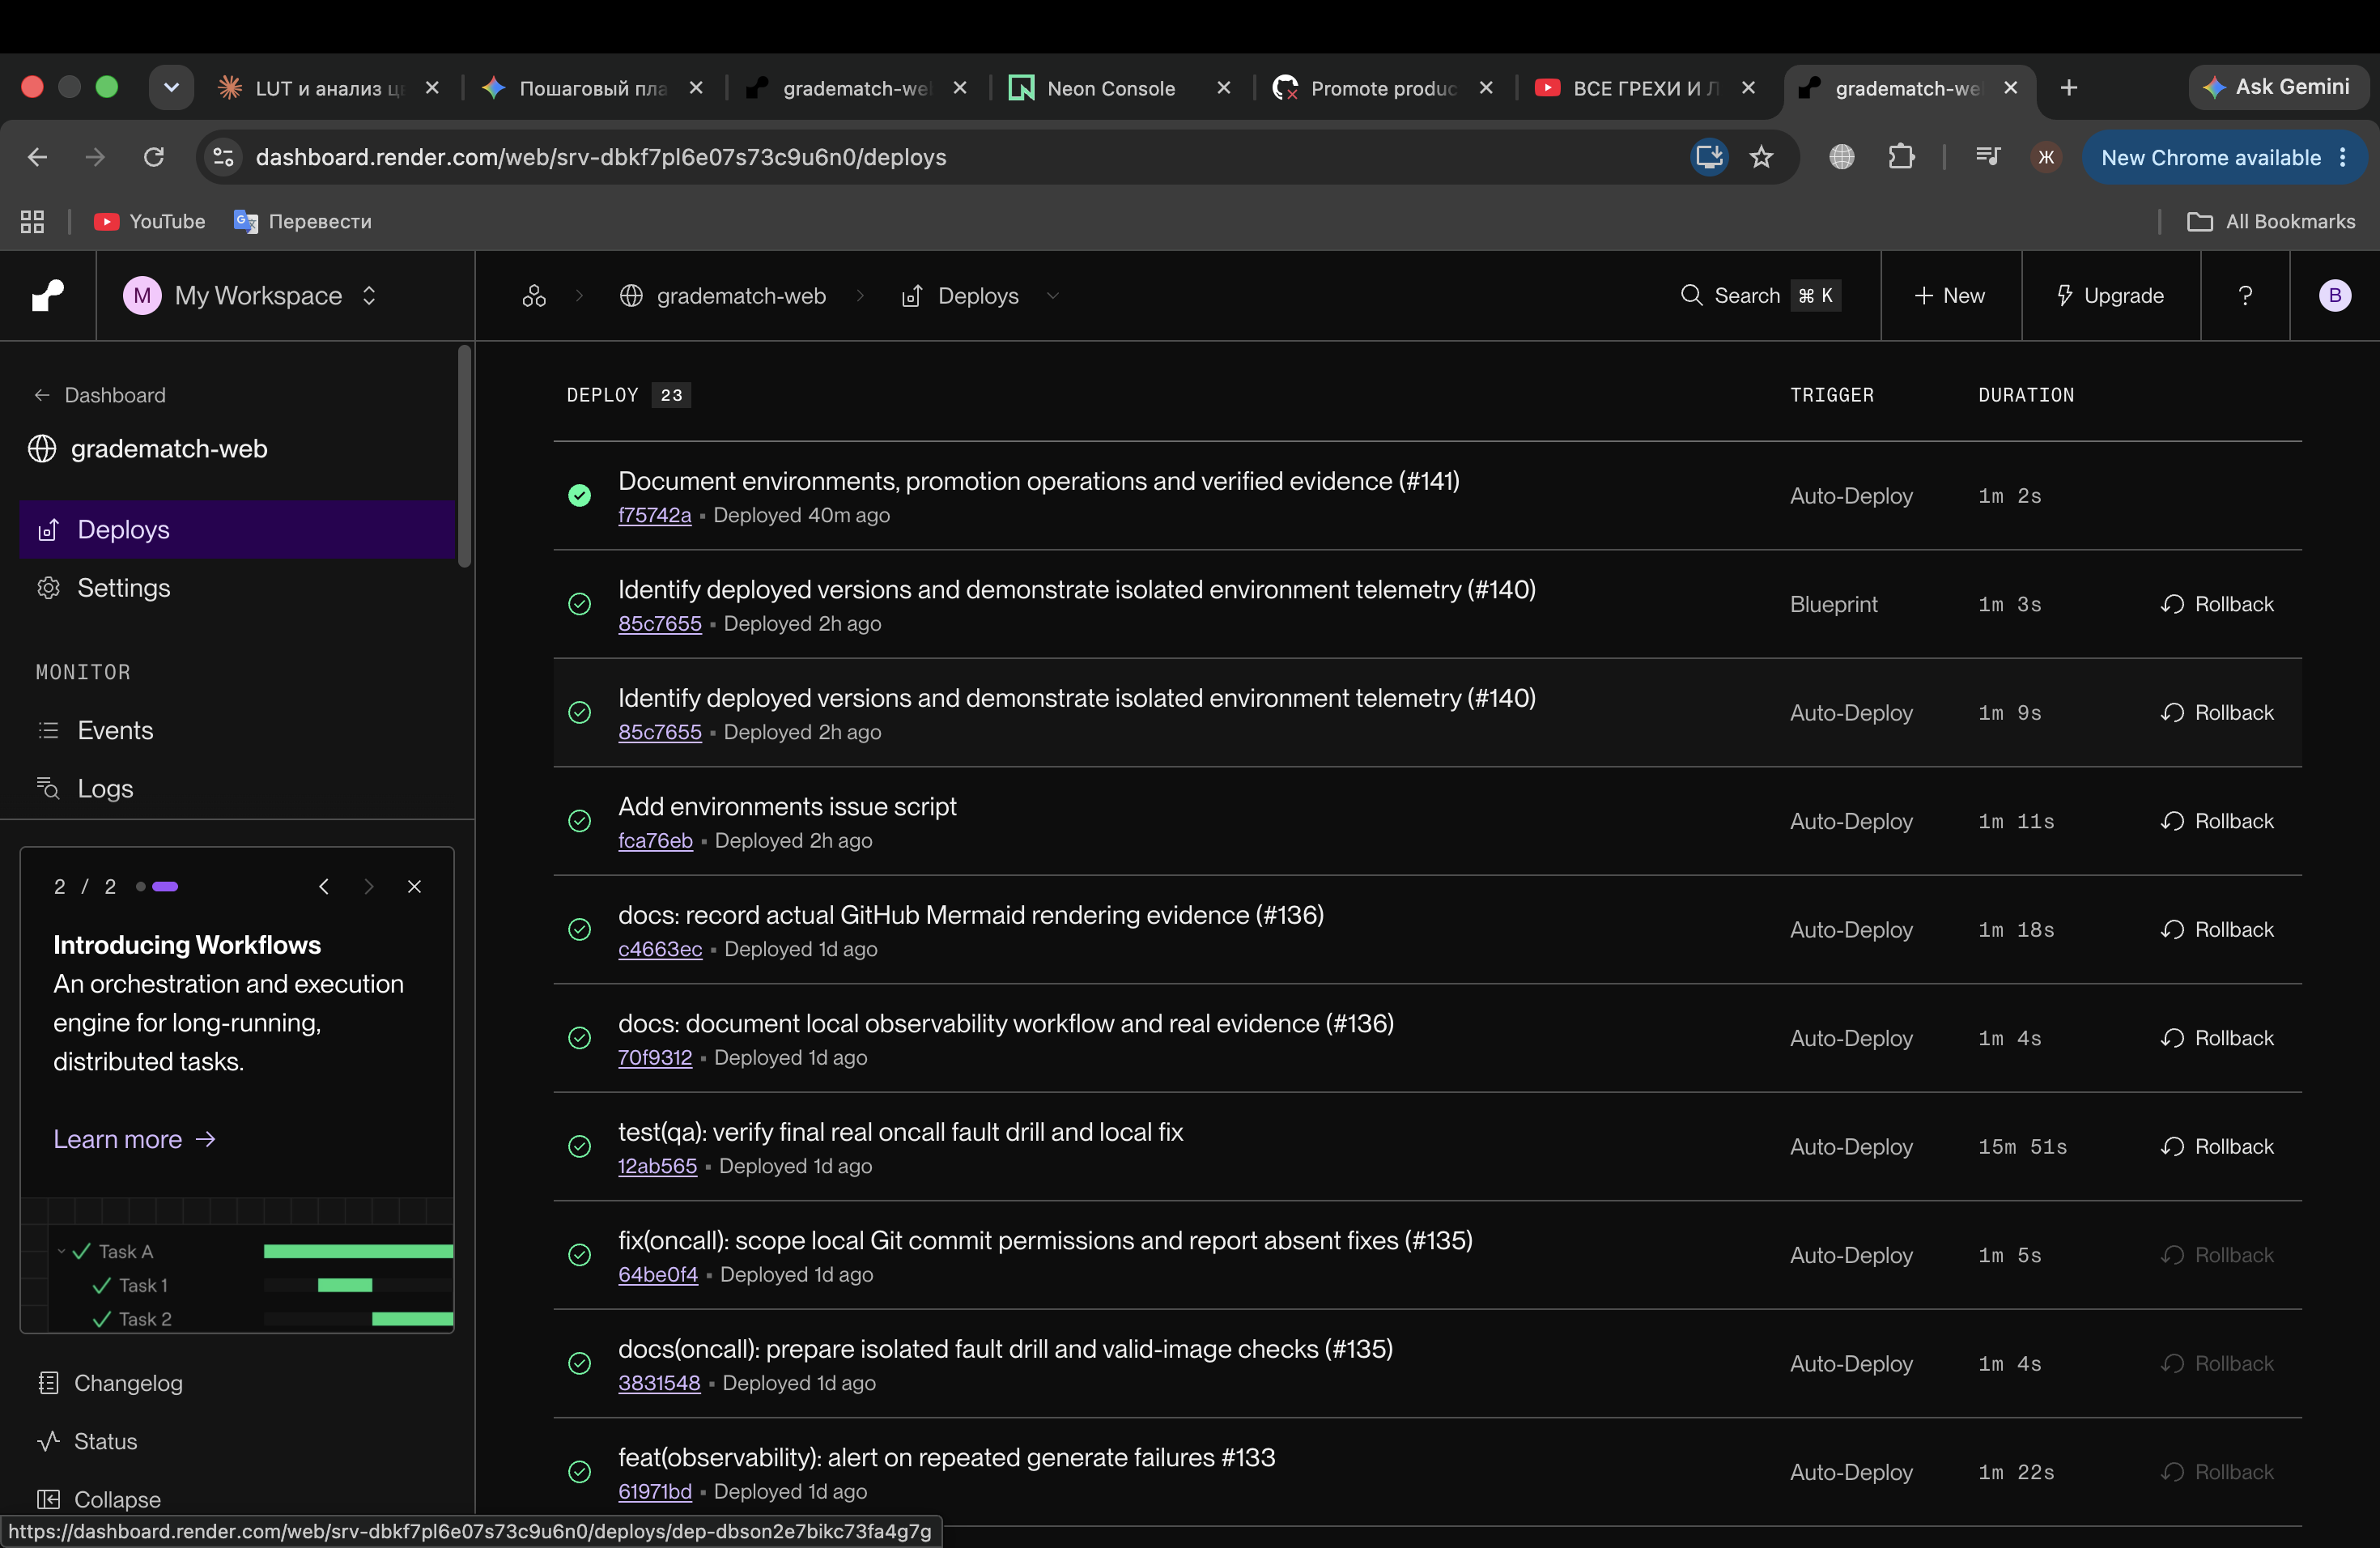 LUT и анализ ц
Пошаговый пла
gradematch-we
Neon Console
Promote produc
ВСЕ ГРЕХИ И Л
gradematch-we
Ask Gemini
dashboard.render.com/web/srv-dbkf7pl6e07s73c9u6n0/deploys
Ж
New Chrome available
YouTube
Перевести
All Bookmarks
M
My Workspace
gradematch-web
Deploys
Search
⌘ K
+ New
Upgrade
?
B
← Dashboard
gradematch-web
Deploys
Settings
MONITOR
Events
Logs
2 / 2
Introducing Workflows
An orchestration and execution
engine for long-running,
distributed tasks.
Learn more →
Task A
Task 1
Task 2
Changelog
Status
Collapse
DEPLOY 23 TRIGGER DURATION
Document environments, promotion operations and verified evidence (#141)
f75742a ▪ Deployed 40m ago
Auto-Deploy 1m 2s
Identify deployed versions and demonstrate isolated environment telemetry (#140)
85c7655 ▪ Deployed 2h ago
Blueprint 1m 3s Rollback
Identify deployed versions and demonstrate isolated environment telemetry (#140)
85c7655 ▪ Deployed 2h ago
Auto-Deploy 1m 9s Rollback
Add environments issue script
fca76eb ▪ Deployed 2h ago
Auto-Deploy 1m 11s Rollback
docs: record actual GitHub Mermaid rendering evidence (#136)
c4663ec ▪ Deployed 1d ago
Auto-Deploy 1m 18s Rollback
docs: document local observability workflow and real evidence (#136)
70f9312 ▪ Deployed 1d ago
Auto-Deploy 1m 4s Rollback
test(qa): verify final real oncall fault drill and local fix
12ab565 ▪ Deployed 1d ago
Auto-Deploy 15m 51s Rollback
fix(oncall): scope local Git commit permissions and report absent fixes (#135)
64be0f4 ▪ Deployed 1d ago
Auto-Deploy 1m 5s Rollback
docs(oncall): prepare isolated fault drill and valid-image checks (#135)
3831548 ▪ Deployed 1d ago
Auto-Deploy 1m 4s Rollback
feat(observability): alert on repeated generate failures #133
61971bd ▪ Deployed 1d ago
Auto-Deploy 1m 22s Rollback
https://dashboard.render.com/web/srv-dbkf7pl6e07s73c9u6n0/deploys/dep-dbson2e7bikc73fa4g7g